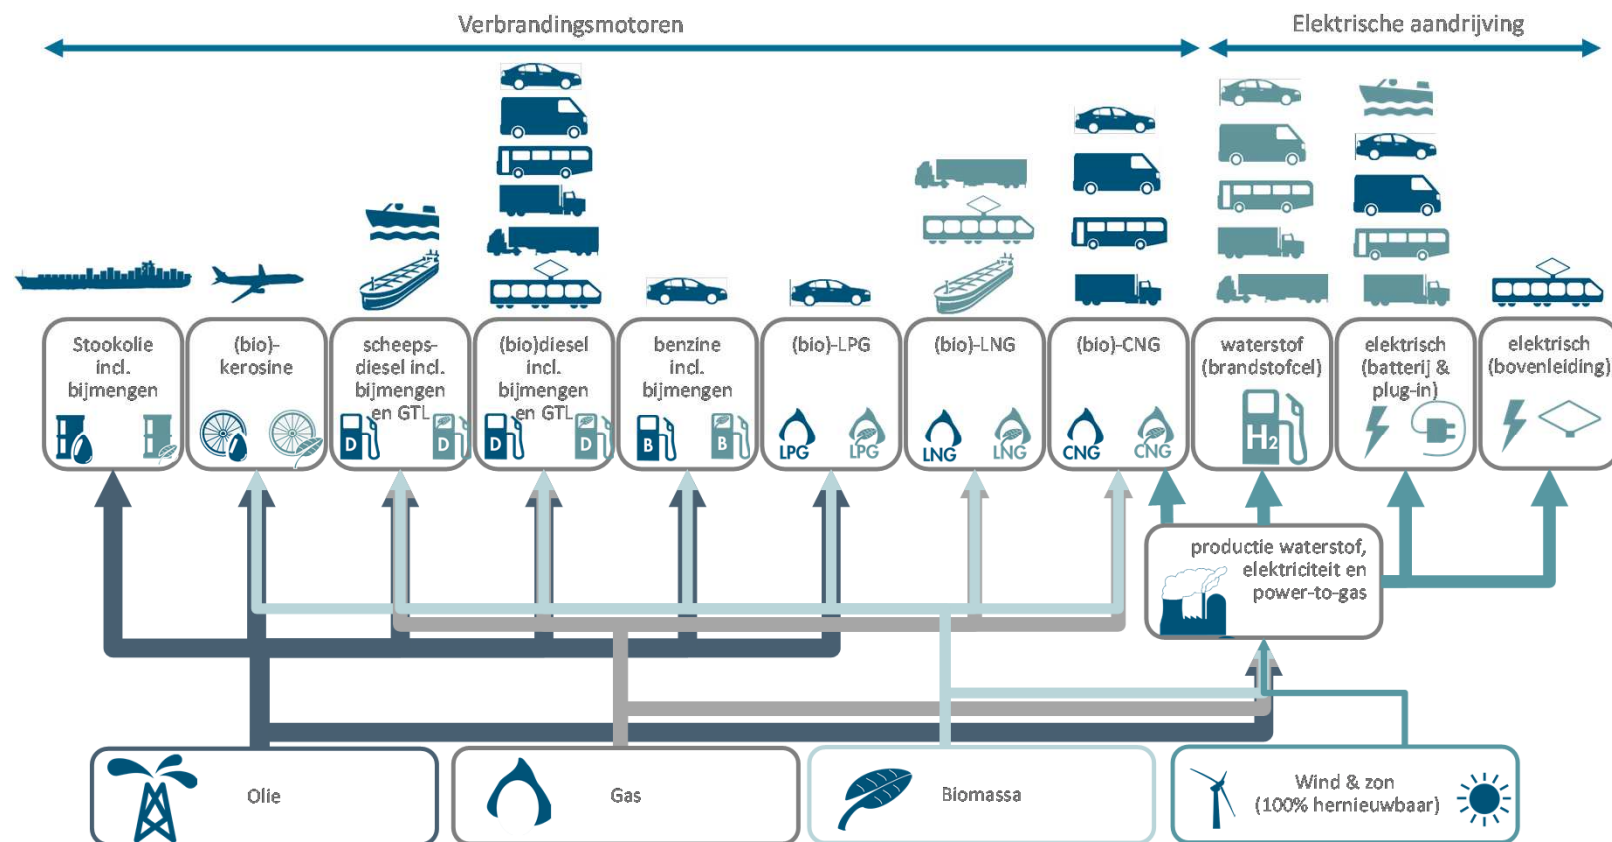 Verbrandingsmotoren
Elektrische aandrijving
Stookolie
incl.
bijmengen
(bio)-
kerosine
scheeps-
diesel incl.
bijmengen
en GTL
D
D
(bio)diesel
incl.
bijmengen
en GTL
D
D
benzine
incl.
bijmengen
B
B
(bio)-LPG
LPG
LPG
(bio)-LNG
LNG
LNG
(bio)-CNG
CNG
CNG
waterstof
(brandstofcel)
H2
elektrisch
(batterij &
plug-in)
elektrisch
(bovenleiding)
productie waterstof,
elektriciteit en
power-to-gas
Olie
Gas
Biomassa
Wind & zon
(100% hernieuwbaar)